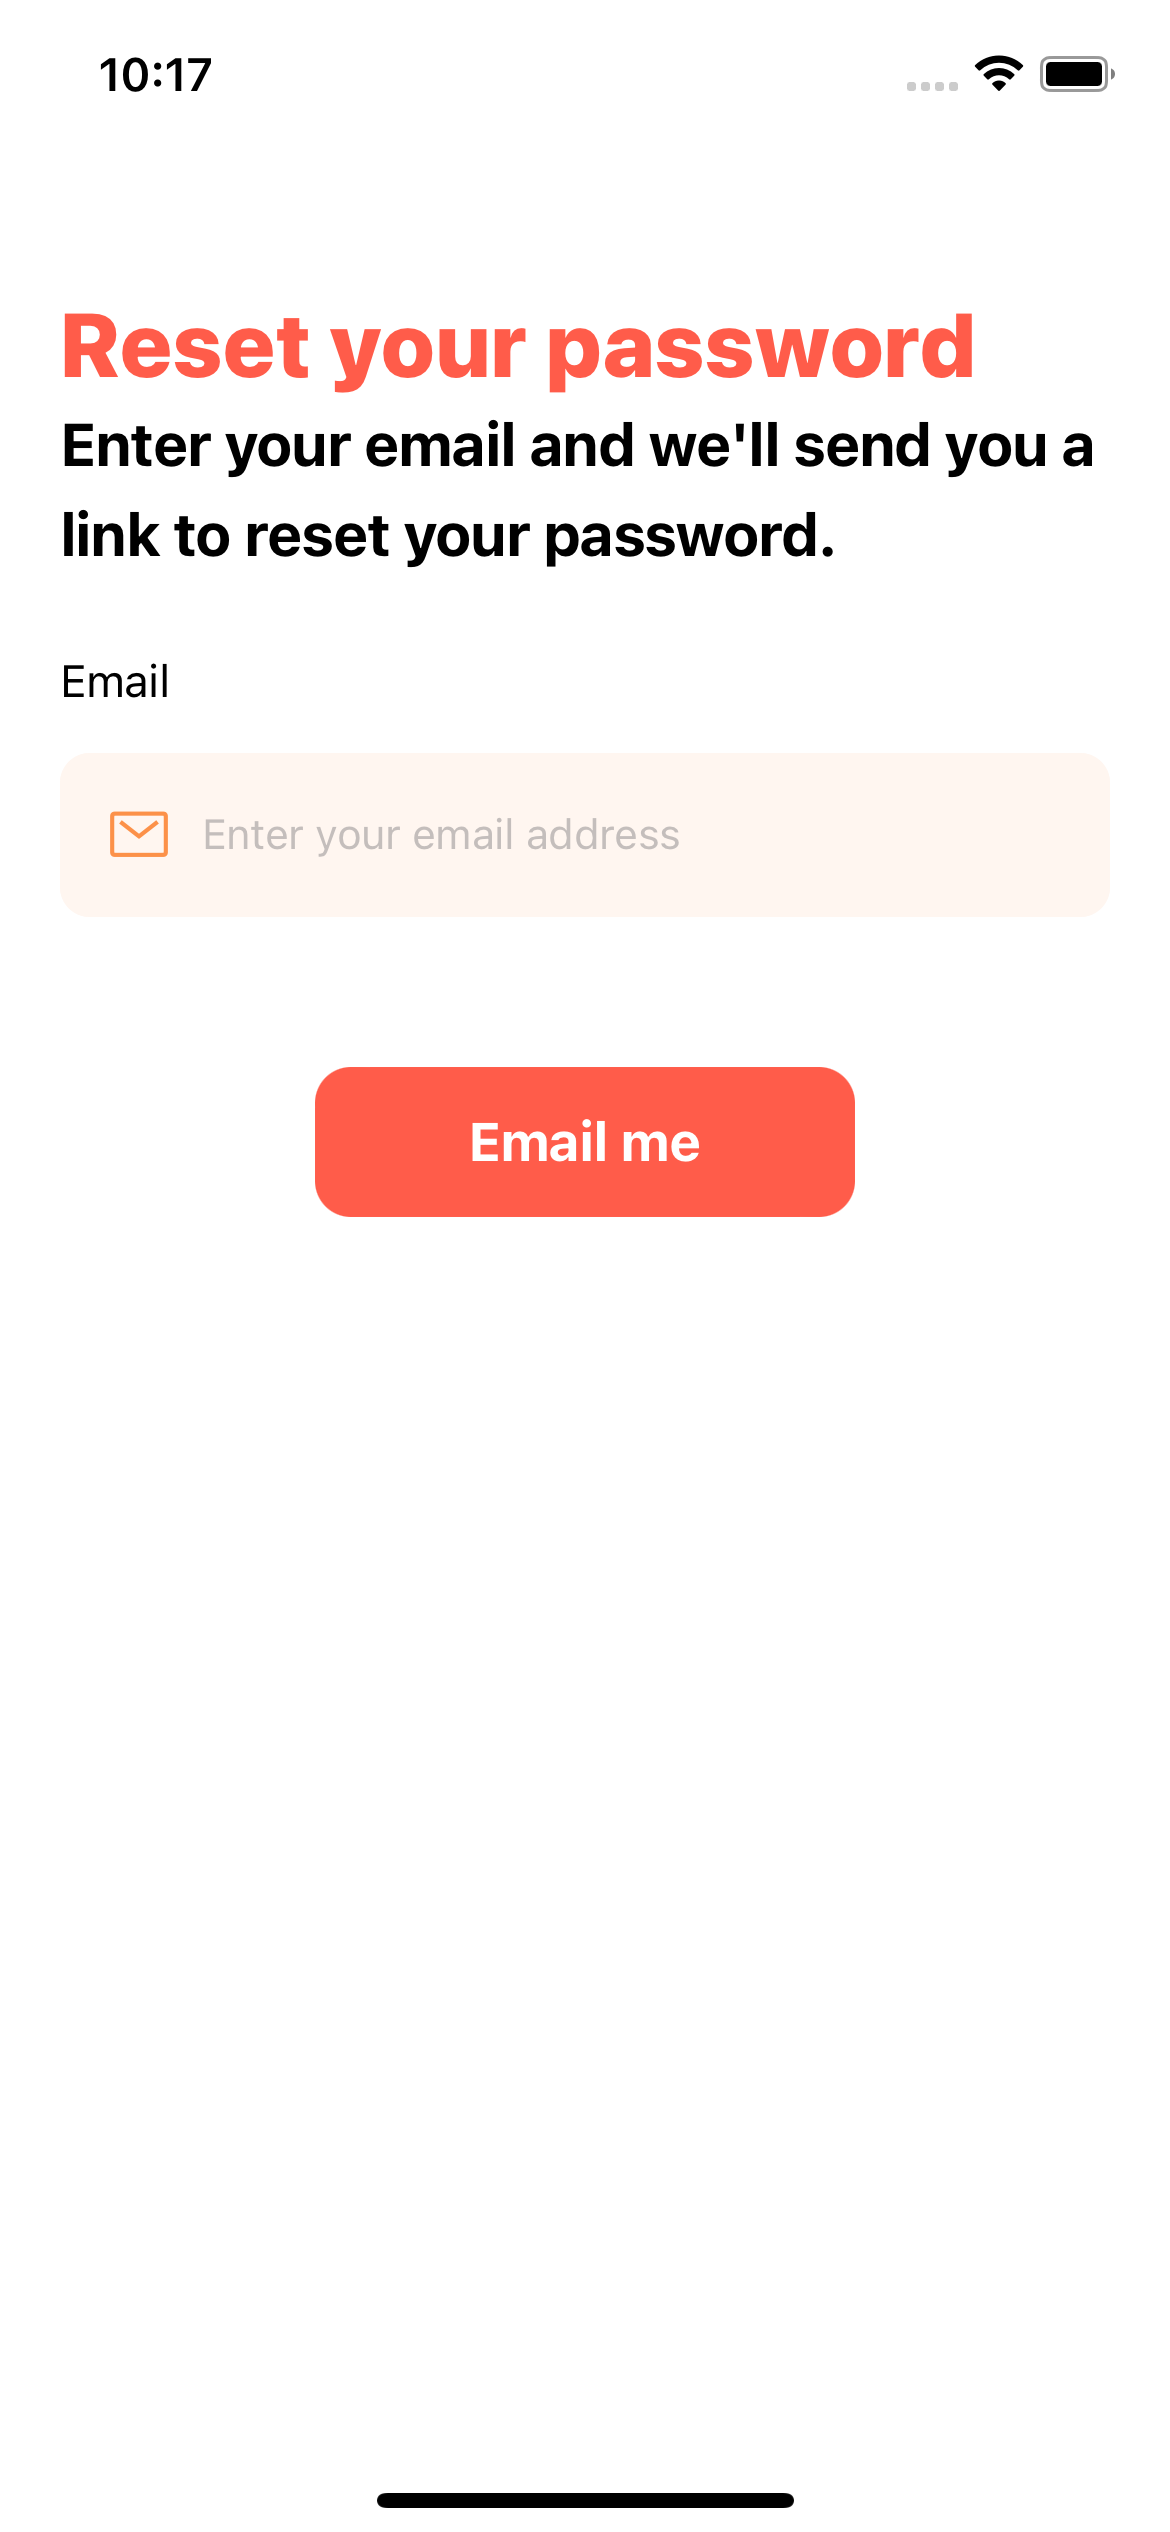 10:17
Reset your password
Enter your email and we'll send you a
link to reset your password.
Email
Enter your email address
Email me